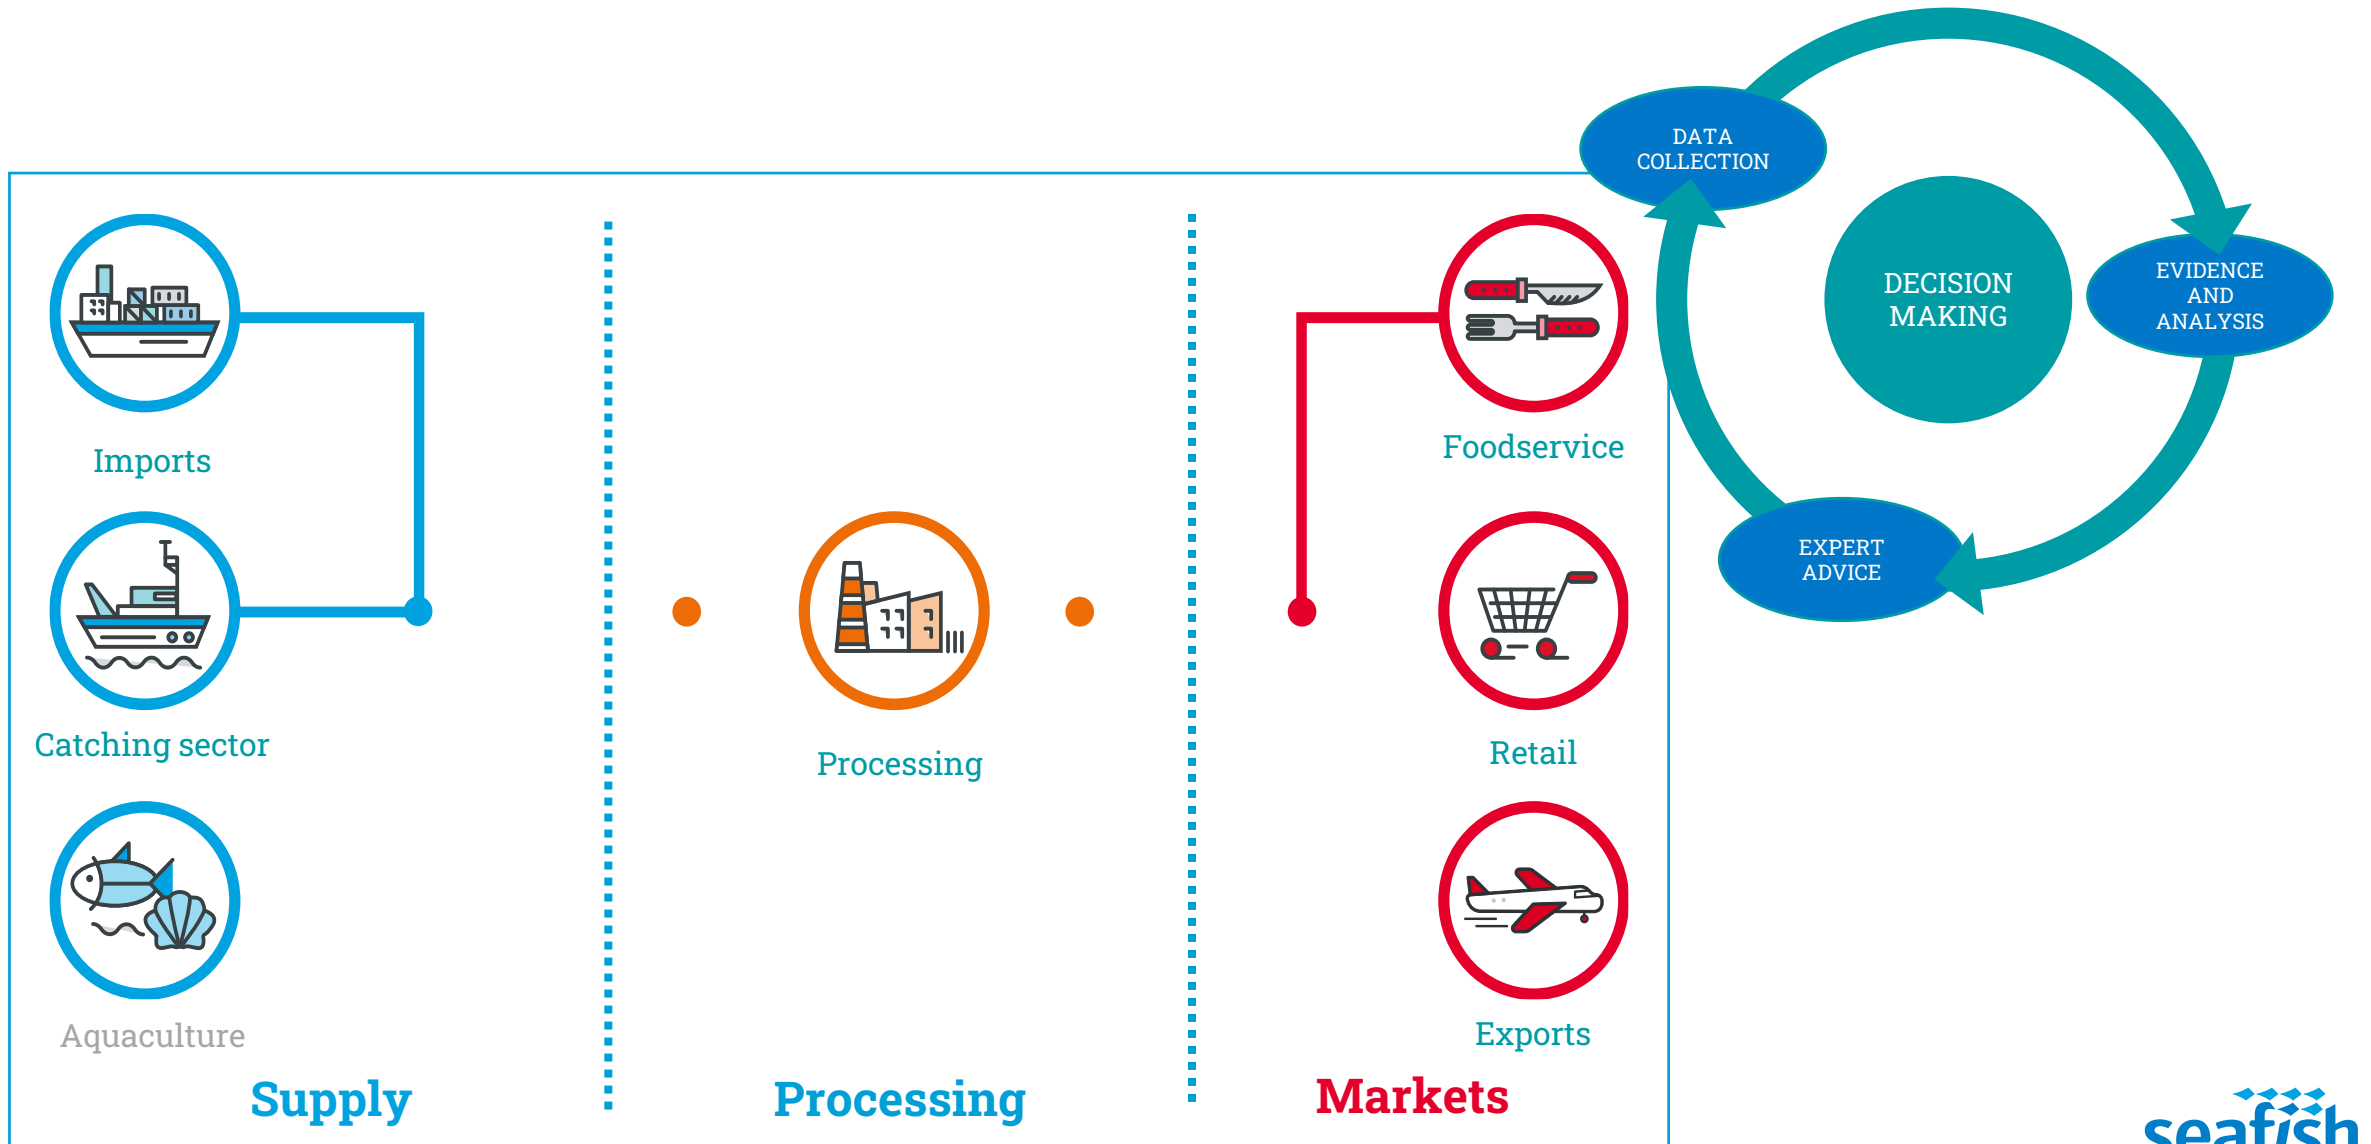 DATA
COLLECTION
DECISION
MAKING
EVIDENCE
AND
ANALYSIS
EXPERT
ADVICE
Imports
Catching sector
Aquaculture
Supply
Processing
Processing
Foodservice
Retail
Exports
Markets
seafish